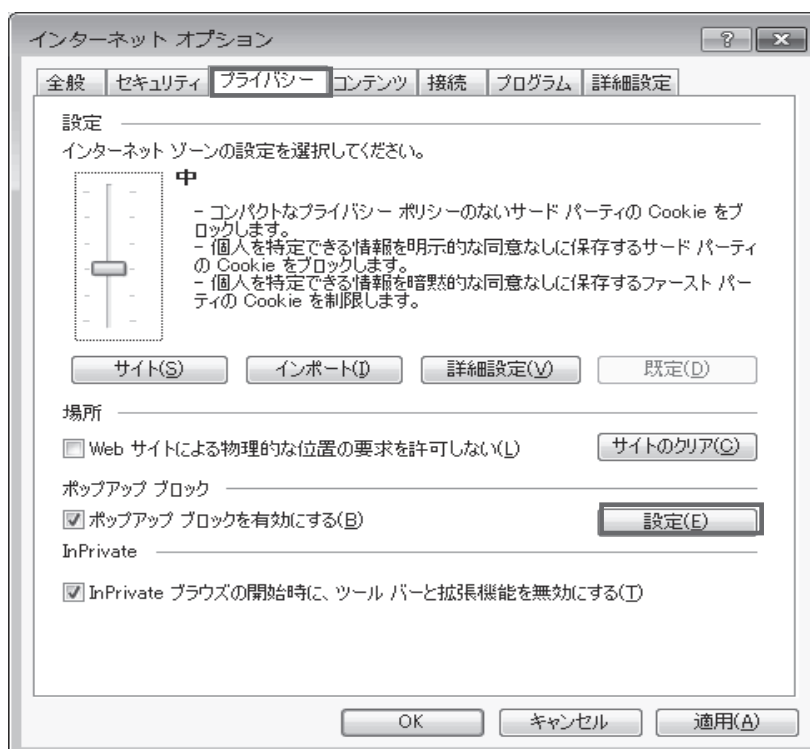 インターネット オプション
全般 セキュリティ プライバシー コンテンツ 接続 プログラム 詳細設定
設定
インターネット ゾーンの設定を選択してください。
中
- コンパクトなプライバシー ポリシーのないサード パーティの Cookie をブ
ロックします。
- 個人を特定できる情報を明示的な同意なしに保存するサード パーティ
の Cookie をブロックします。
- 個人を特定できる情報を暗黙的な同意なしに保存するファースト パー
ティの Cookie を制限します。
サイト(S) インポート(I) 詳細設定(V) 既定(D)
場所
Web サイトによる物理的な位置の要求を許可しない(L) サイトのクリア(C)
ポップアップ ブロック
ポップアップ ブロックを有効にする(B) 設定(E)
InPrivate
InPrivate ブラウズの開始時に、ツール バーと拡張機能を無効にする(T)
OK キャンセル 適用(A)